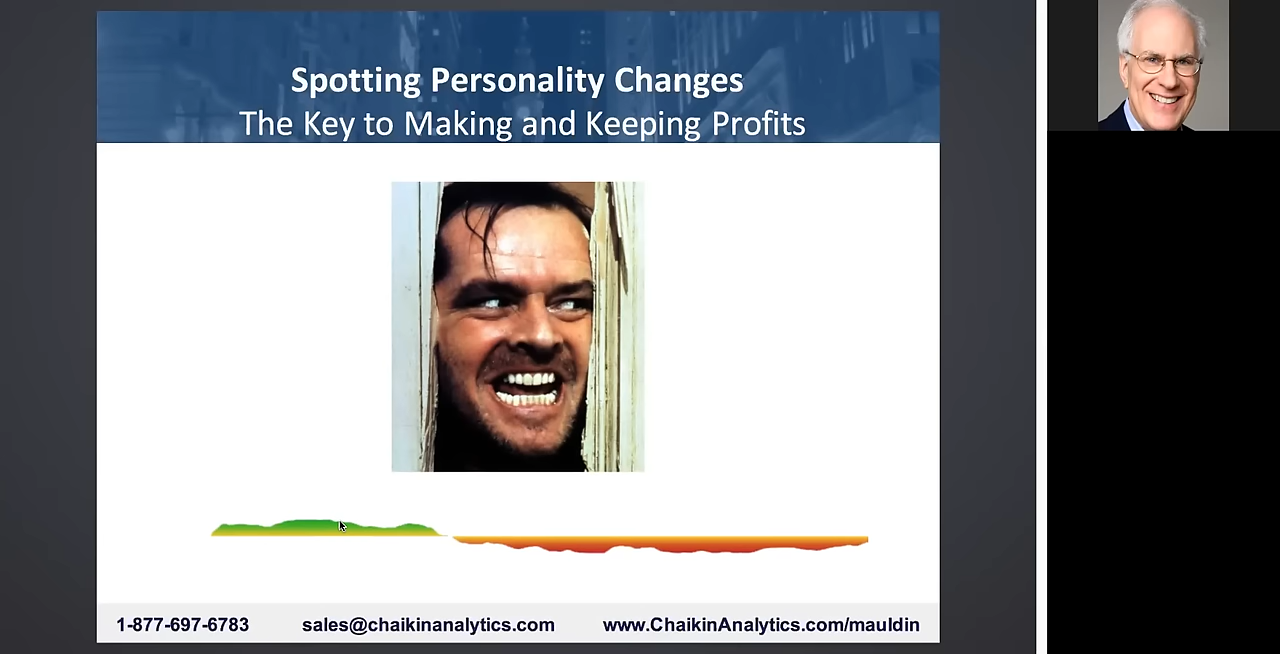 Spotting Personality Changes
The Key to Making and Keeping Profits
1-877-697-6783 sales@chaikinanalytics.com www.ChaikinAnalytics.com/mauldin